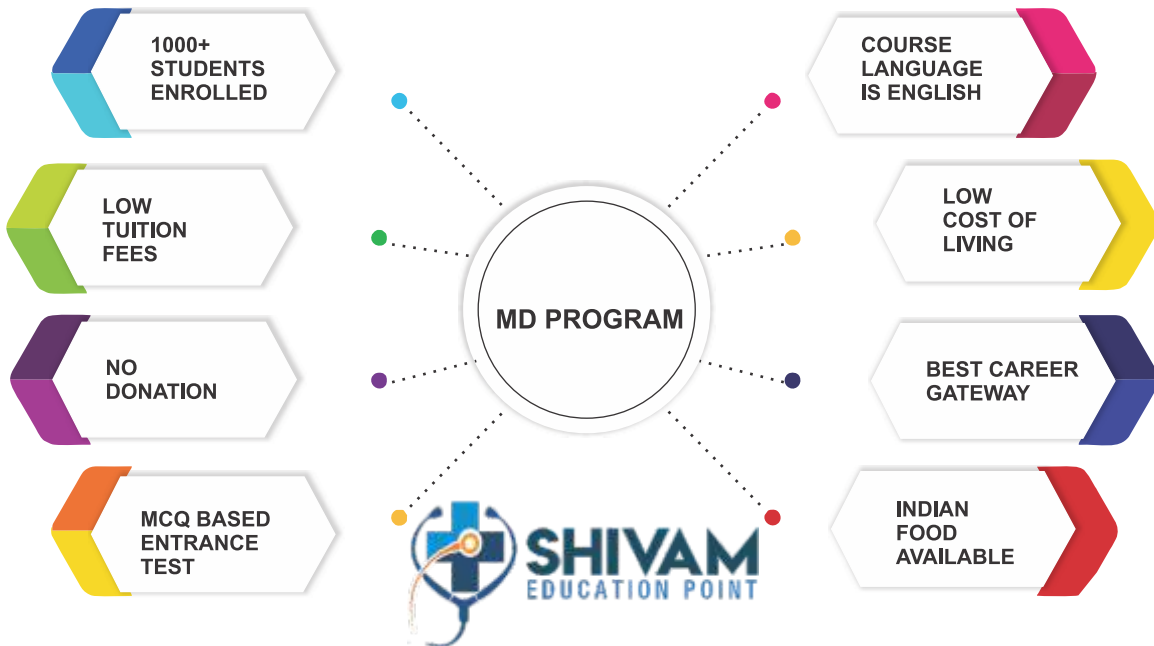 1000+
STUDENTS
ENROLLED
LOW
TUITION
FEES
NO
DONATION
MCQ BASED
ENTRANCE
TEST
MD PROGRAM
COURSE
LANGUAGE
IS ENGLISH
LOW
COST OF
LIVING
BEST CAREER
GATEWAY
INDIAN
FOOD
AVAILABLE
SHIVAM
EDUCATION POINT